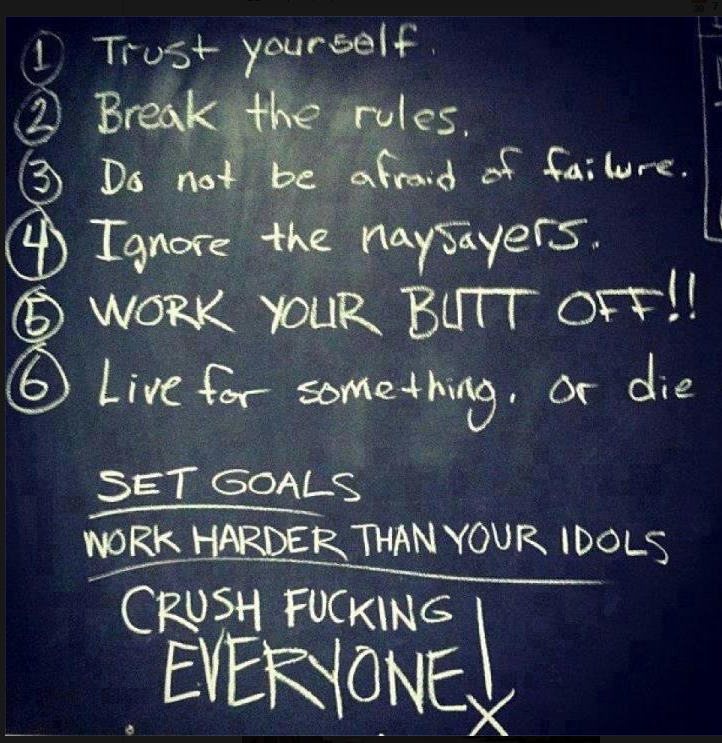 1 Trust yourself.
2 Break the rules.
3 Do not be afraid of failure.
4 Ignore the naysayers.
5 WORK YOUR BUTT OFF!!
6 Live for something, or die
SET GOALS
WORK HARDER THAN YOUR IDOLS
CRUSH FUCKING
EVERYONE!